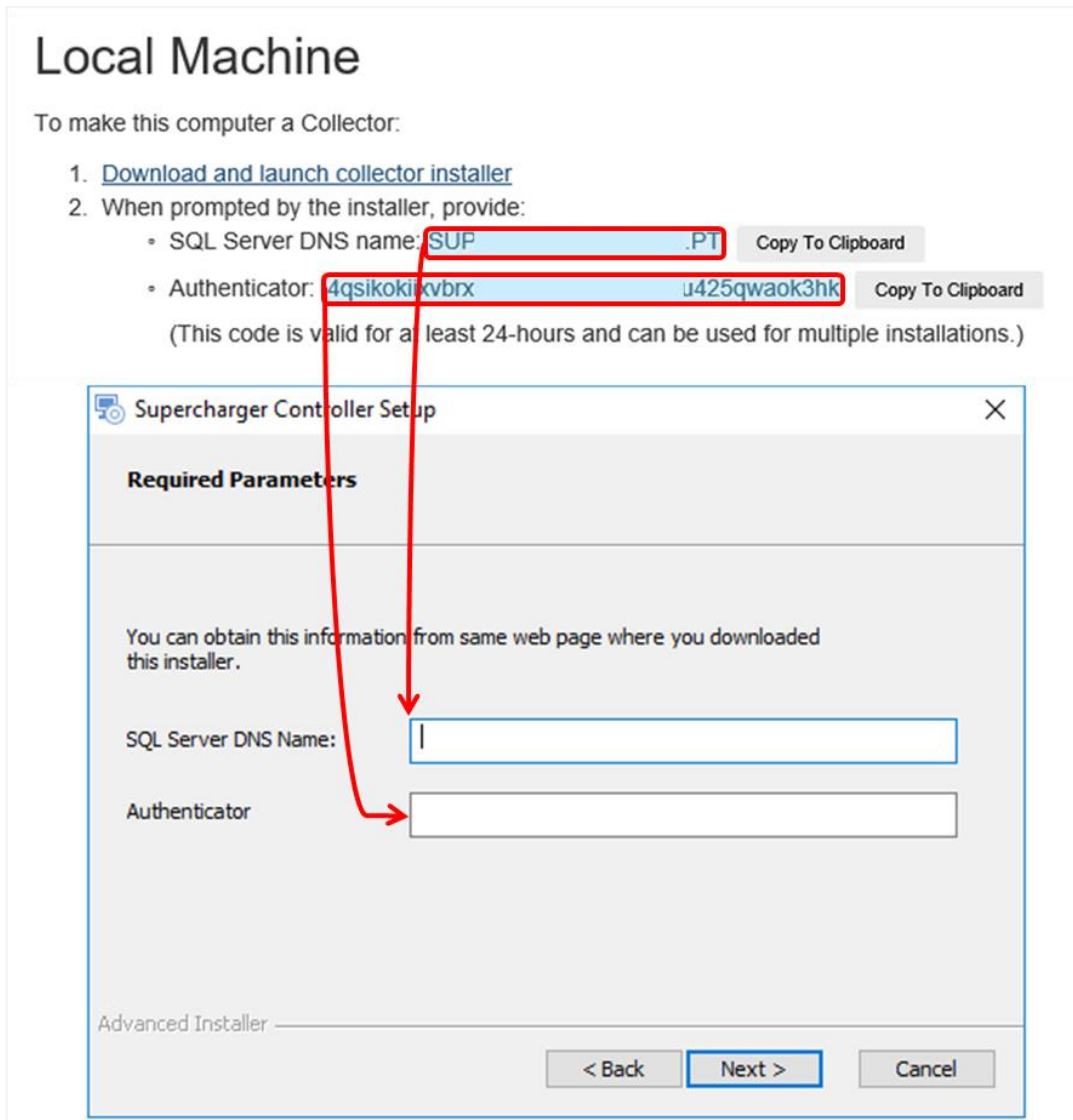 Local Machine
To make this computer a Collector:
1. Download and launch collector installer
2. When prompted by the installer, provide:
• SQL Server DNS name: SUP .PT Copy To Clipboard
• Authenticator: 4qsikokiixvbrx u425qwaok3hk Copy To Clipboard
(This code is valid for at least 24-hours and can be used for multiple installations.)
Supercharger Controller Setup
Required Parameters
You can obtain this information from same web page where you downloaded
this installer.
SQL Server DNS Name:
Authenticator
Advanced Installer
< Back Next > Cancel